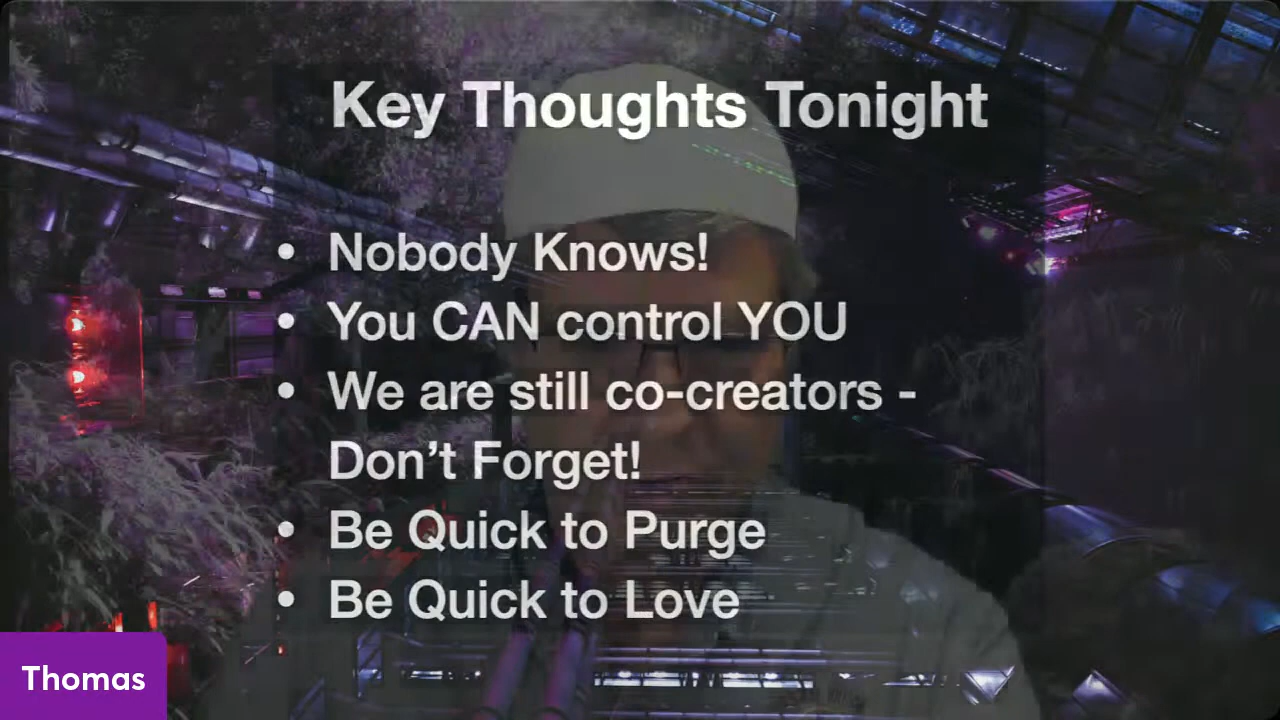 Key Thoughts Tonight
• Nobody Knows!
• You CAN control YOU
• We are still co-creators -
Don’t Forget!
• Be Quick to Purge
• Be Quick to Love
Thomas